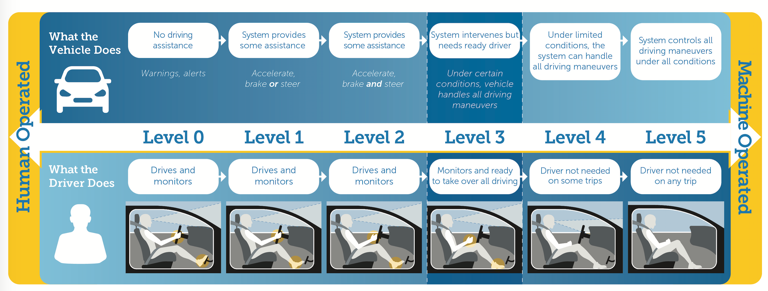 Human Operated
What the
Vehicle Does
No driving
assistance
Warnings, alerts
System provides
some assistance
Accelerate,
brake or steer
System provides
some assistance
Accelerate,
brake and steer
System intervenes but
needs ready driver
Under certain
conditions, vehicle
handles all driving
maneuvers
Under limited
conditions, the
system can handle
all driving maneuvers
System controls all
driving maneuvers
under all conditions
Level 0
Level 1
Level 2
Level 3
Level 4
Level 5
What the
Driver Does
Drives and
monitors
Drives and
monitors
Drives and
monitors
Monitors and ready
to take over all driving
Driver not needed
on some trips
Driver not needed
on any trip
Machine Operated